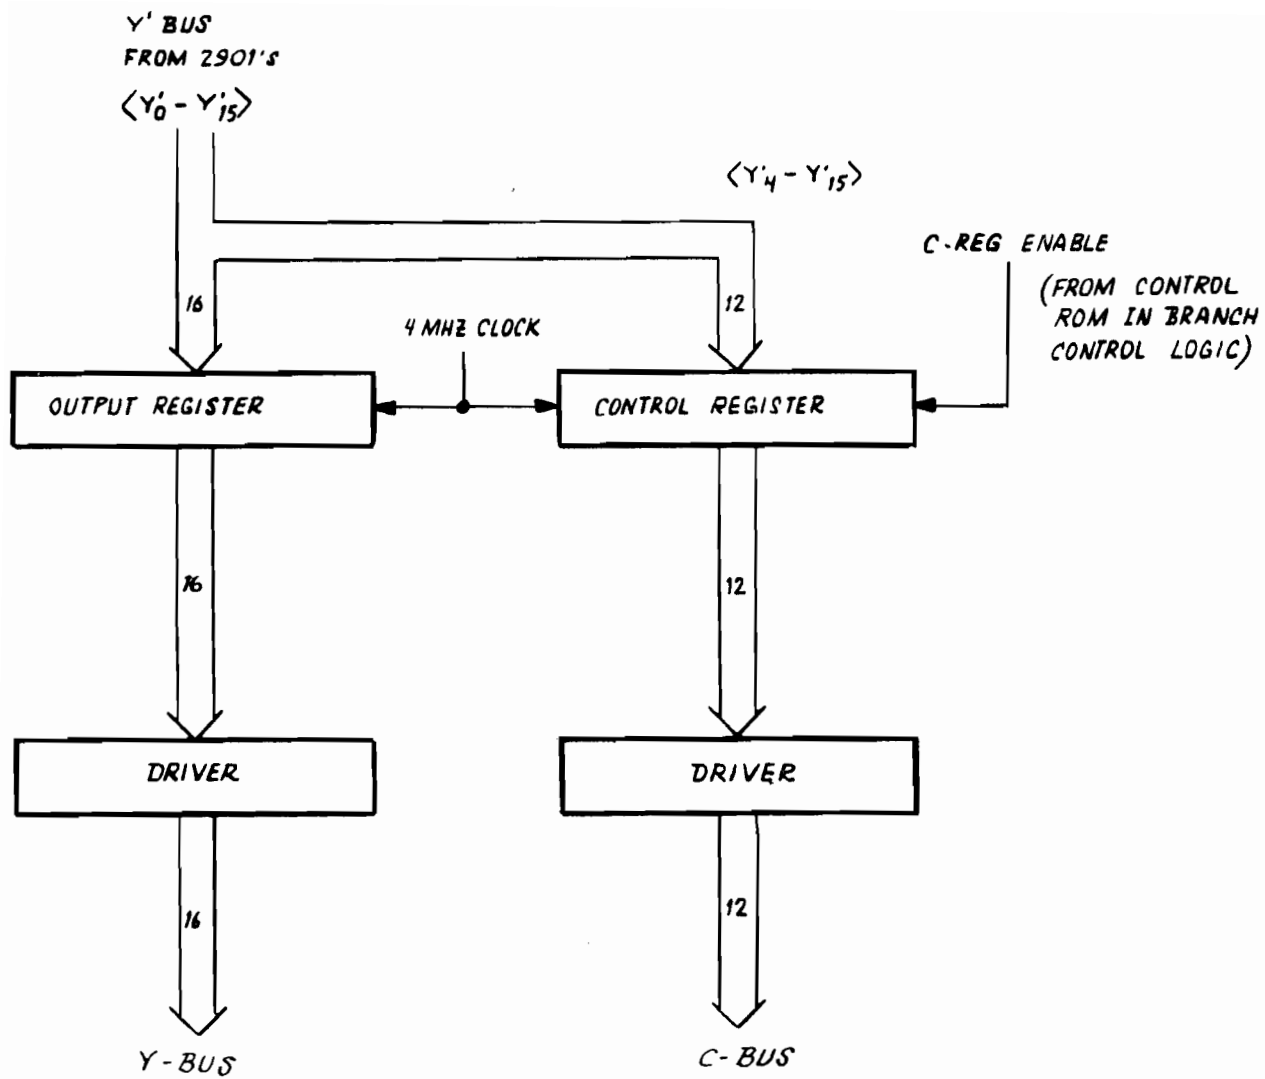 Y' BUS
FROM 2901's
<Y'0 - Y'15>
<Y'4 - Y'15>
C-REG ENABLE
(FROM CONTROL
ROM IN BRANCH
CONTROL LOGIC)
16
12
4 MHZ CLOCK
OUTPUT REGISTER
CONTROL REGISTER
16
12
DRIVER
DRIVER
16
12
Y-BUS
C-BUS